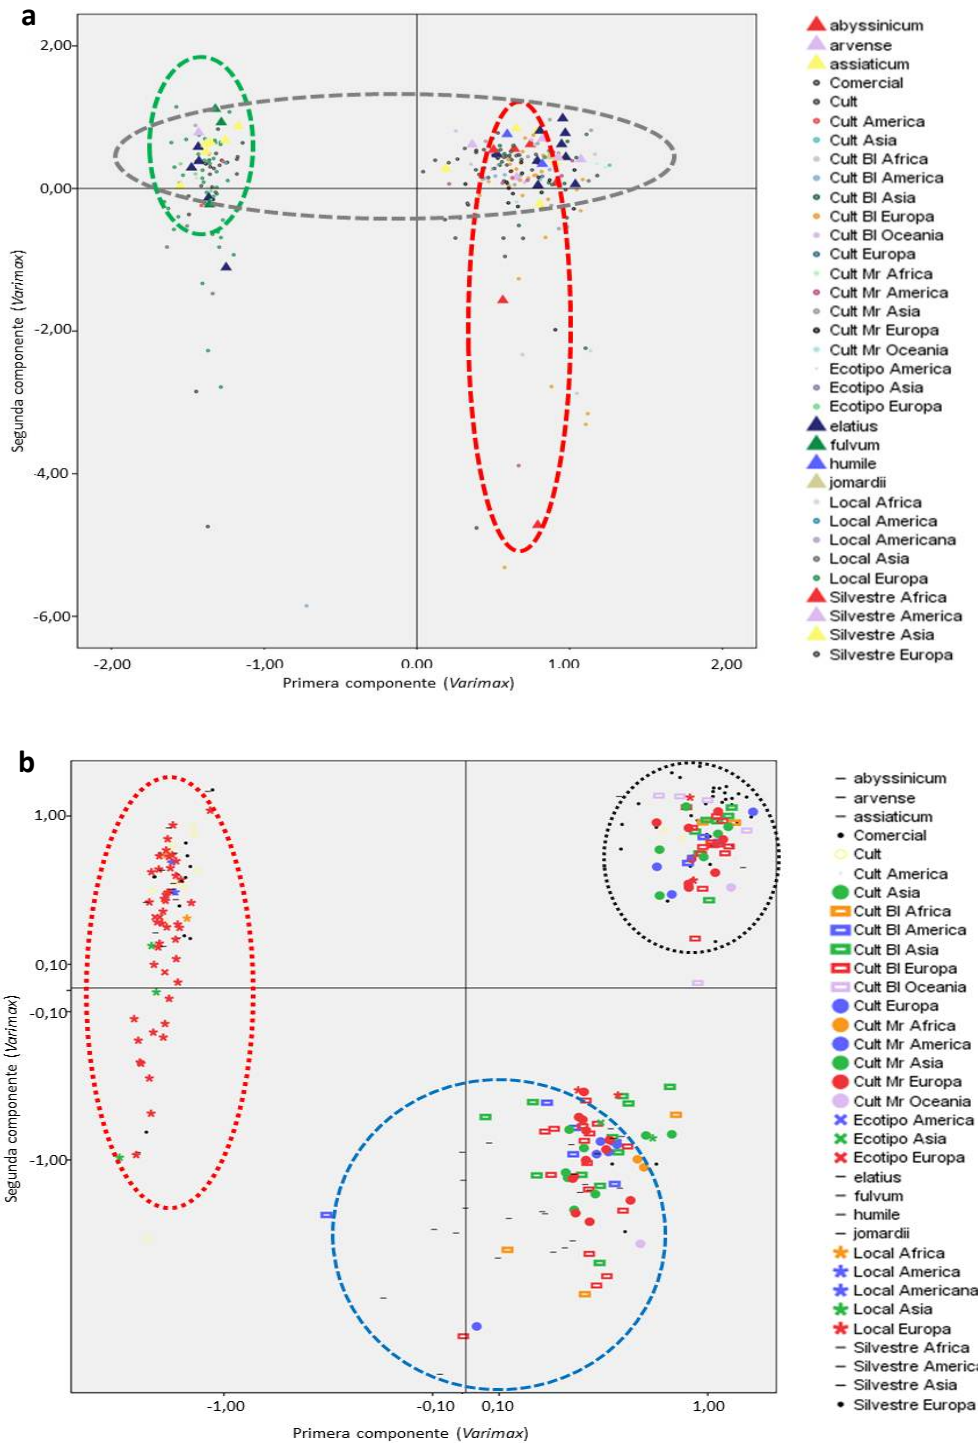 a
2,00
0,00
-2,00
-4,00
-6,00
-2,00
-1,00
0,00
1,00
2,00
Segunda componente (Varimax)
Primera componente (Varimax)
abyssinicum
arvense
assiaticum
Comercial
Cult
Cult America
Cult Asia
Cult Bl Africa
Cult Bl America
Cult Bl Asia
Cult Bl Europa
Cult Bl Oceania
Cult Europa
Cult Mr Africa
Cult Mr America
Cult Mr Asia
Cult Mr Europa
Cult Mr Oceania
Ecotipo America
Ecotipo Asia
Ecotipo Europa
elatius
fulvum
humile
jomardii
Local Africa
Local America
Local Americana
Local Asia
Local Europa
Silvestre Africa
Silvestre America
Silvestre Asia
Silvestre Europa
b
1,00
0,10
-0,10
-1,00
-1,00
-0,10
0,10
1,00
Segunda componente (Varimax)
Primera componente (Varimax)
abyssinicum
arvense
assiaticum
Comercial
Cult
Cult America
Cult Asia
Cult Bl Africa
Cult Bl America
Cult Bl Asia
Cult Bl Europa
Cult Bl Oceania
Cult Europa
Cult Mr Africa
Cult Mr America
Cult Mr Asia
Cult Mr Europa
Cult Mr Oceania
Ecotipo America
Ecotipo Asia
Ecotipo Europa
elatius
fulvum
humile
jomardii
Local Africa
Local America
Local Americana
Local Asia
Local Europa
Silvestre Africa
Silvestre Americ
Silvestre Asia
Silvestre Europa